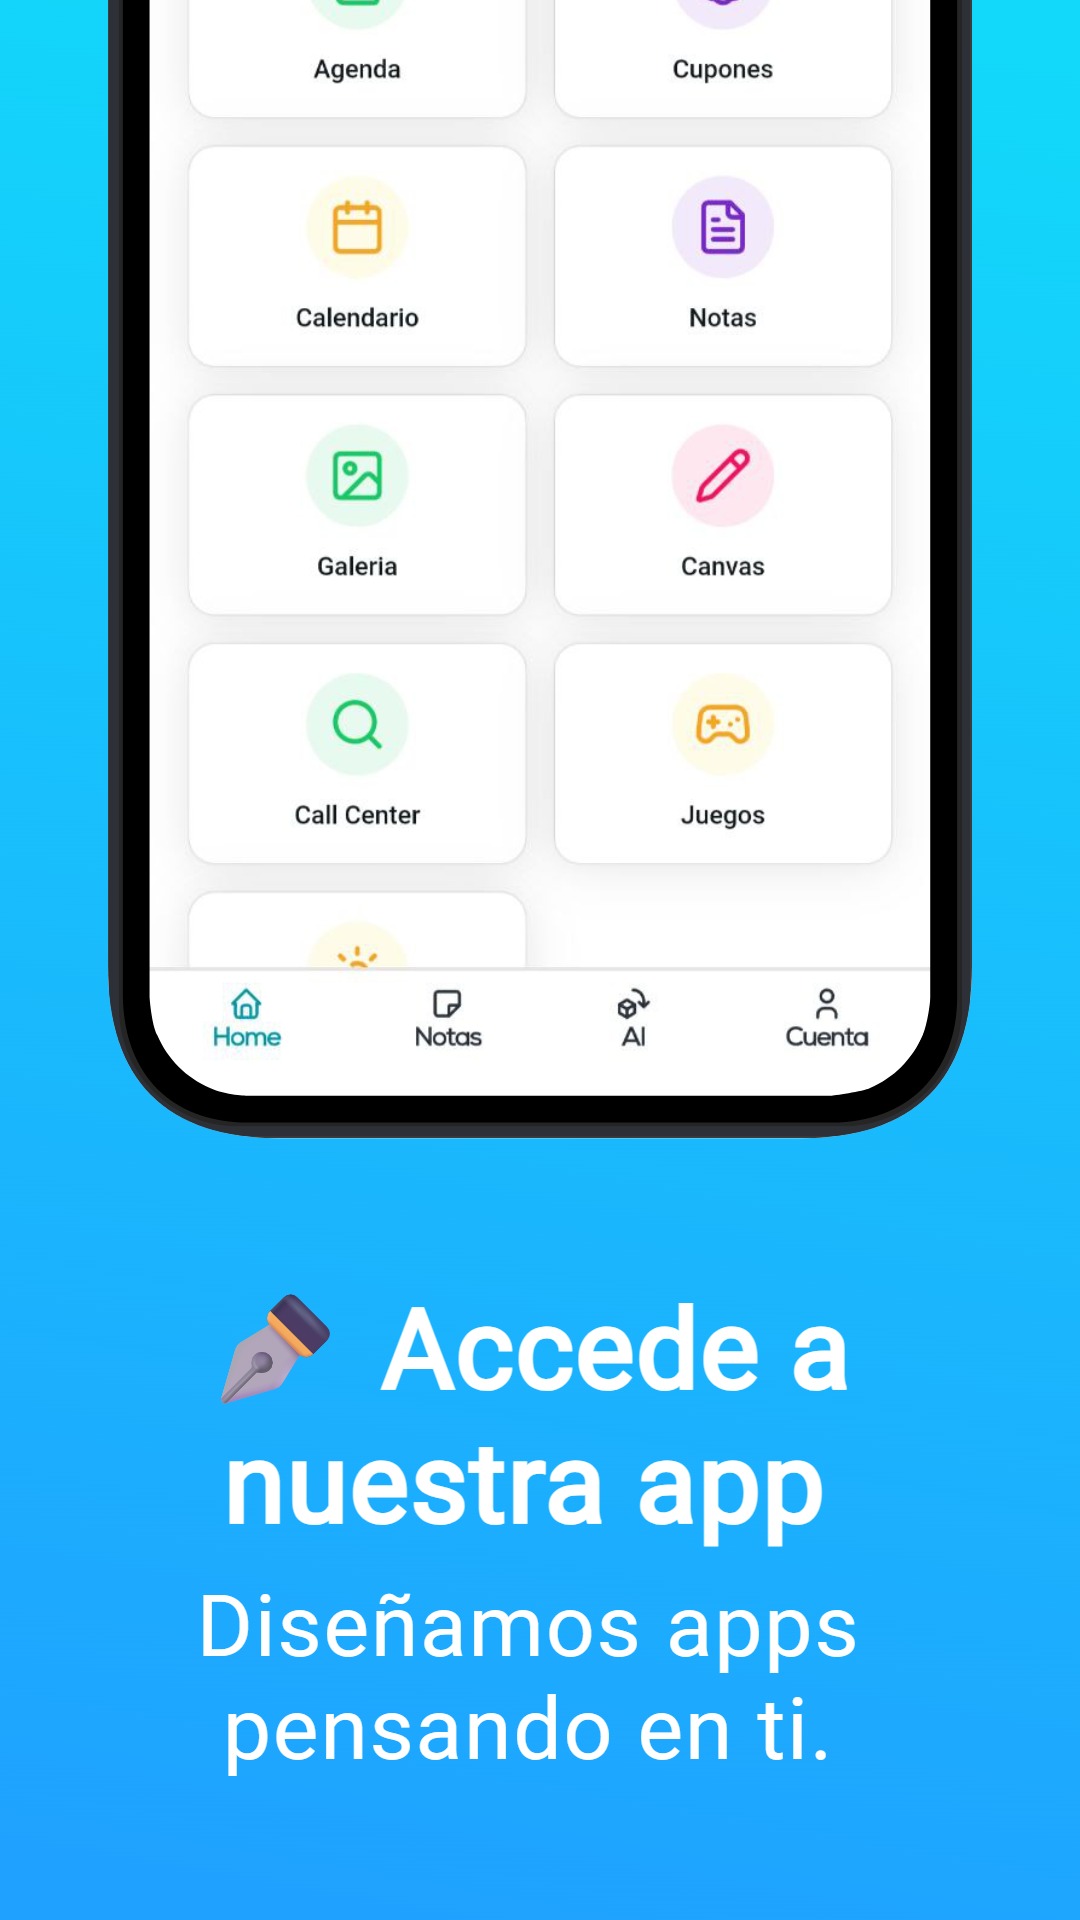 Agenda
Cupones
Calendario
Notas
Galeria
Canvas
Call Center
Juegos
Home
Notas
AI
Cuenta
Accede a
nuestra app
Diseñamos apps
pensando en ti.